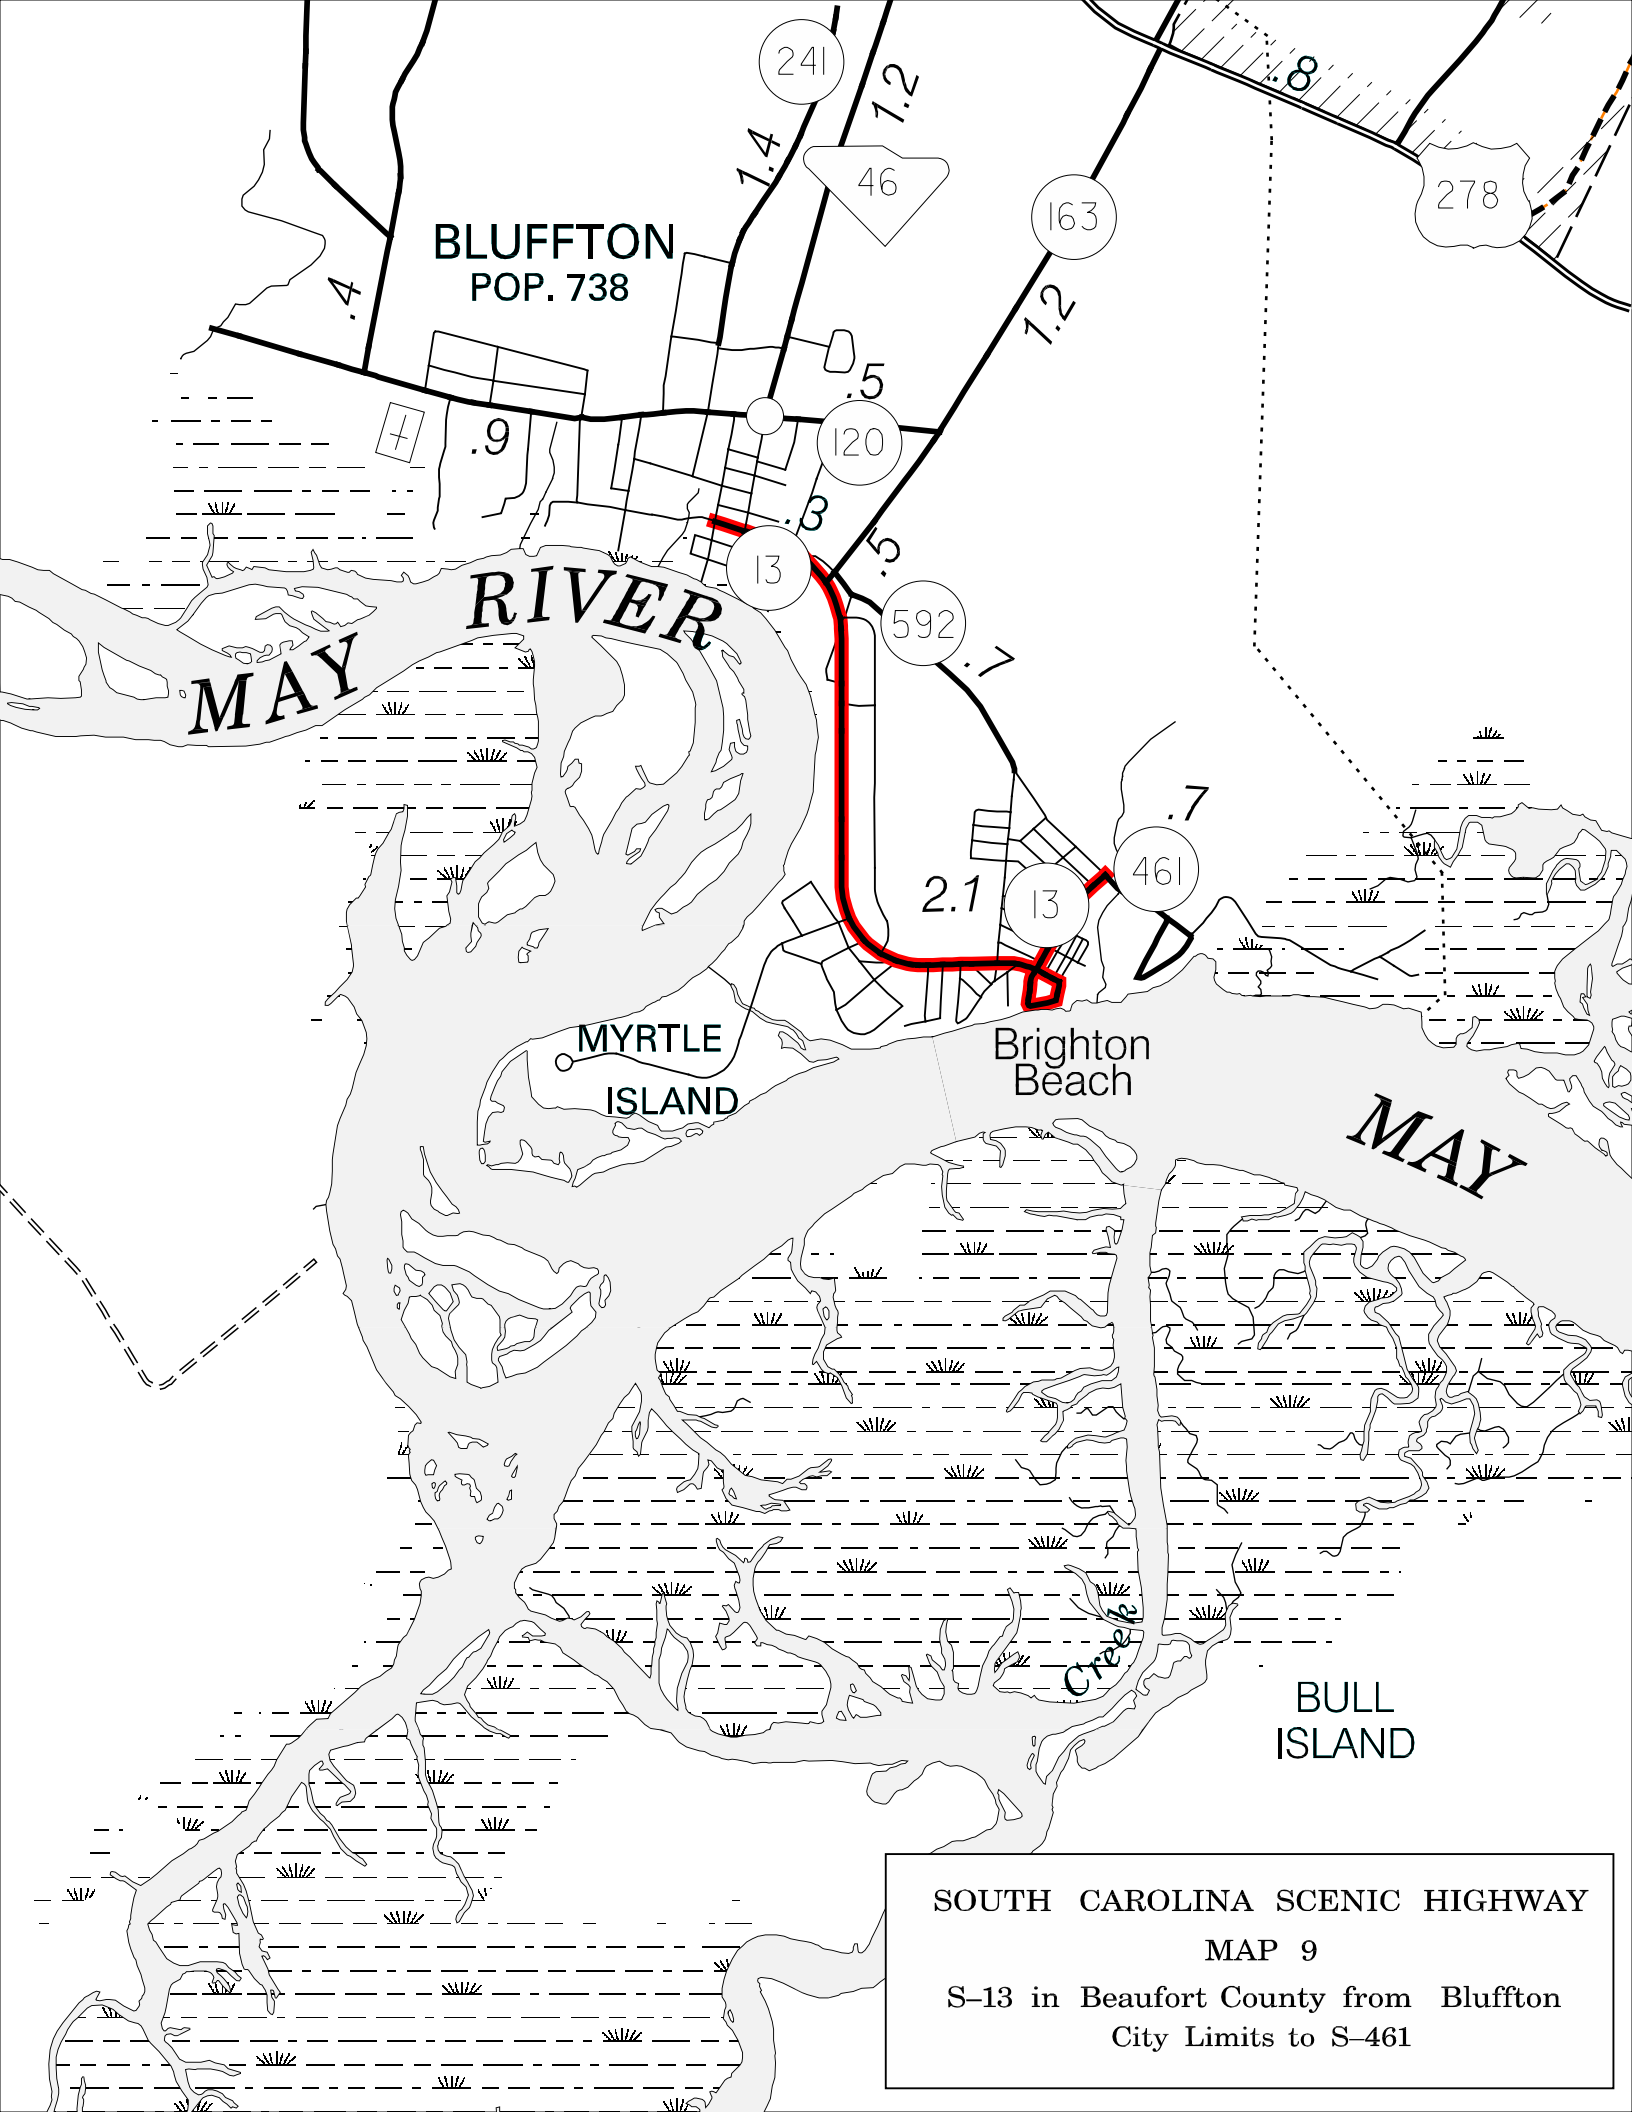 241
1.2
.8
1.4
46
278
163
BLUFFTON
POP. 738
.4
1.2
.5
.9
120
.3
.5
13
RIVER
592
MAY
.7
.7
461
2.1
13
MYRTLE
ISLAND
Brighton
Beach
MAY
Creek
BULL
ISLAND
SOUTH CAROLINA SCENIC HIGHWAY
MAP 9
S–13 in Beaufort County from Bluffton
City Limits to S–461